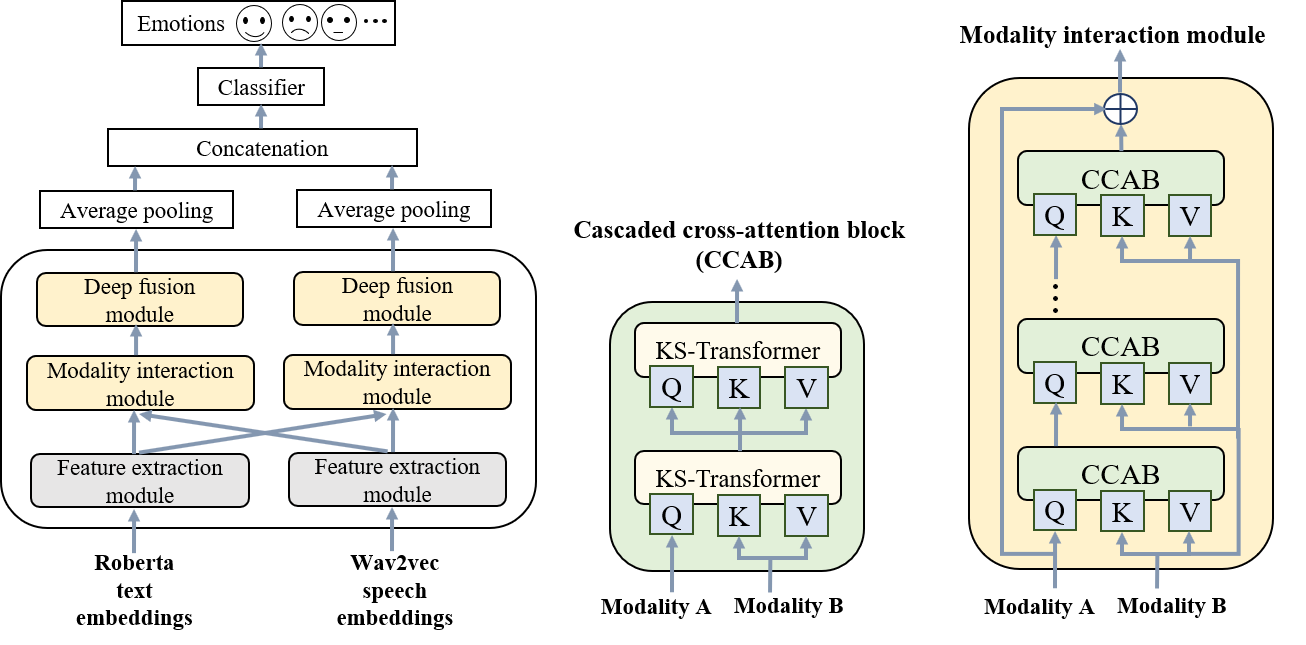 Emotions ...
Classifier
Concatenation
Average pooling
Average pooling
Deep fusion
module
Deep fusion
module
Modality interaction
module
Modality interaction
module
Feature extraction
module
Feature extraction
module
Roberta
text
embeddings
Wav2vec
speech
embeddings
Cascaded cross-attention block
(CCAB)
KS-Transformer
Q K V
KS-Transformer
Q K V
Modality A Modality B
Modality interaction module
CCAB
Q K V
CCAB
Q K V
CCAB
Q K V
Modality A Modality B